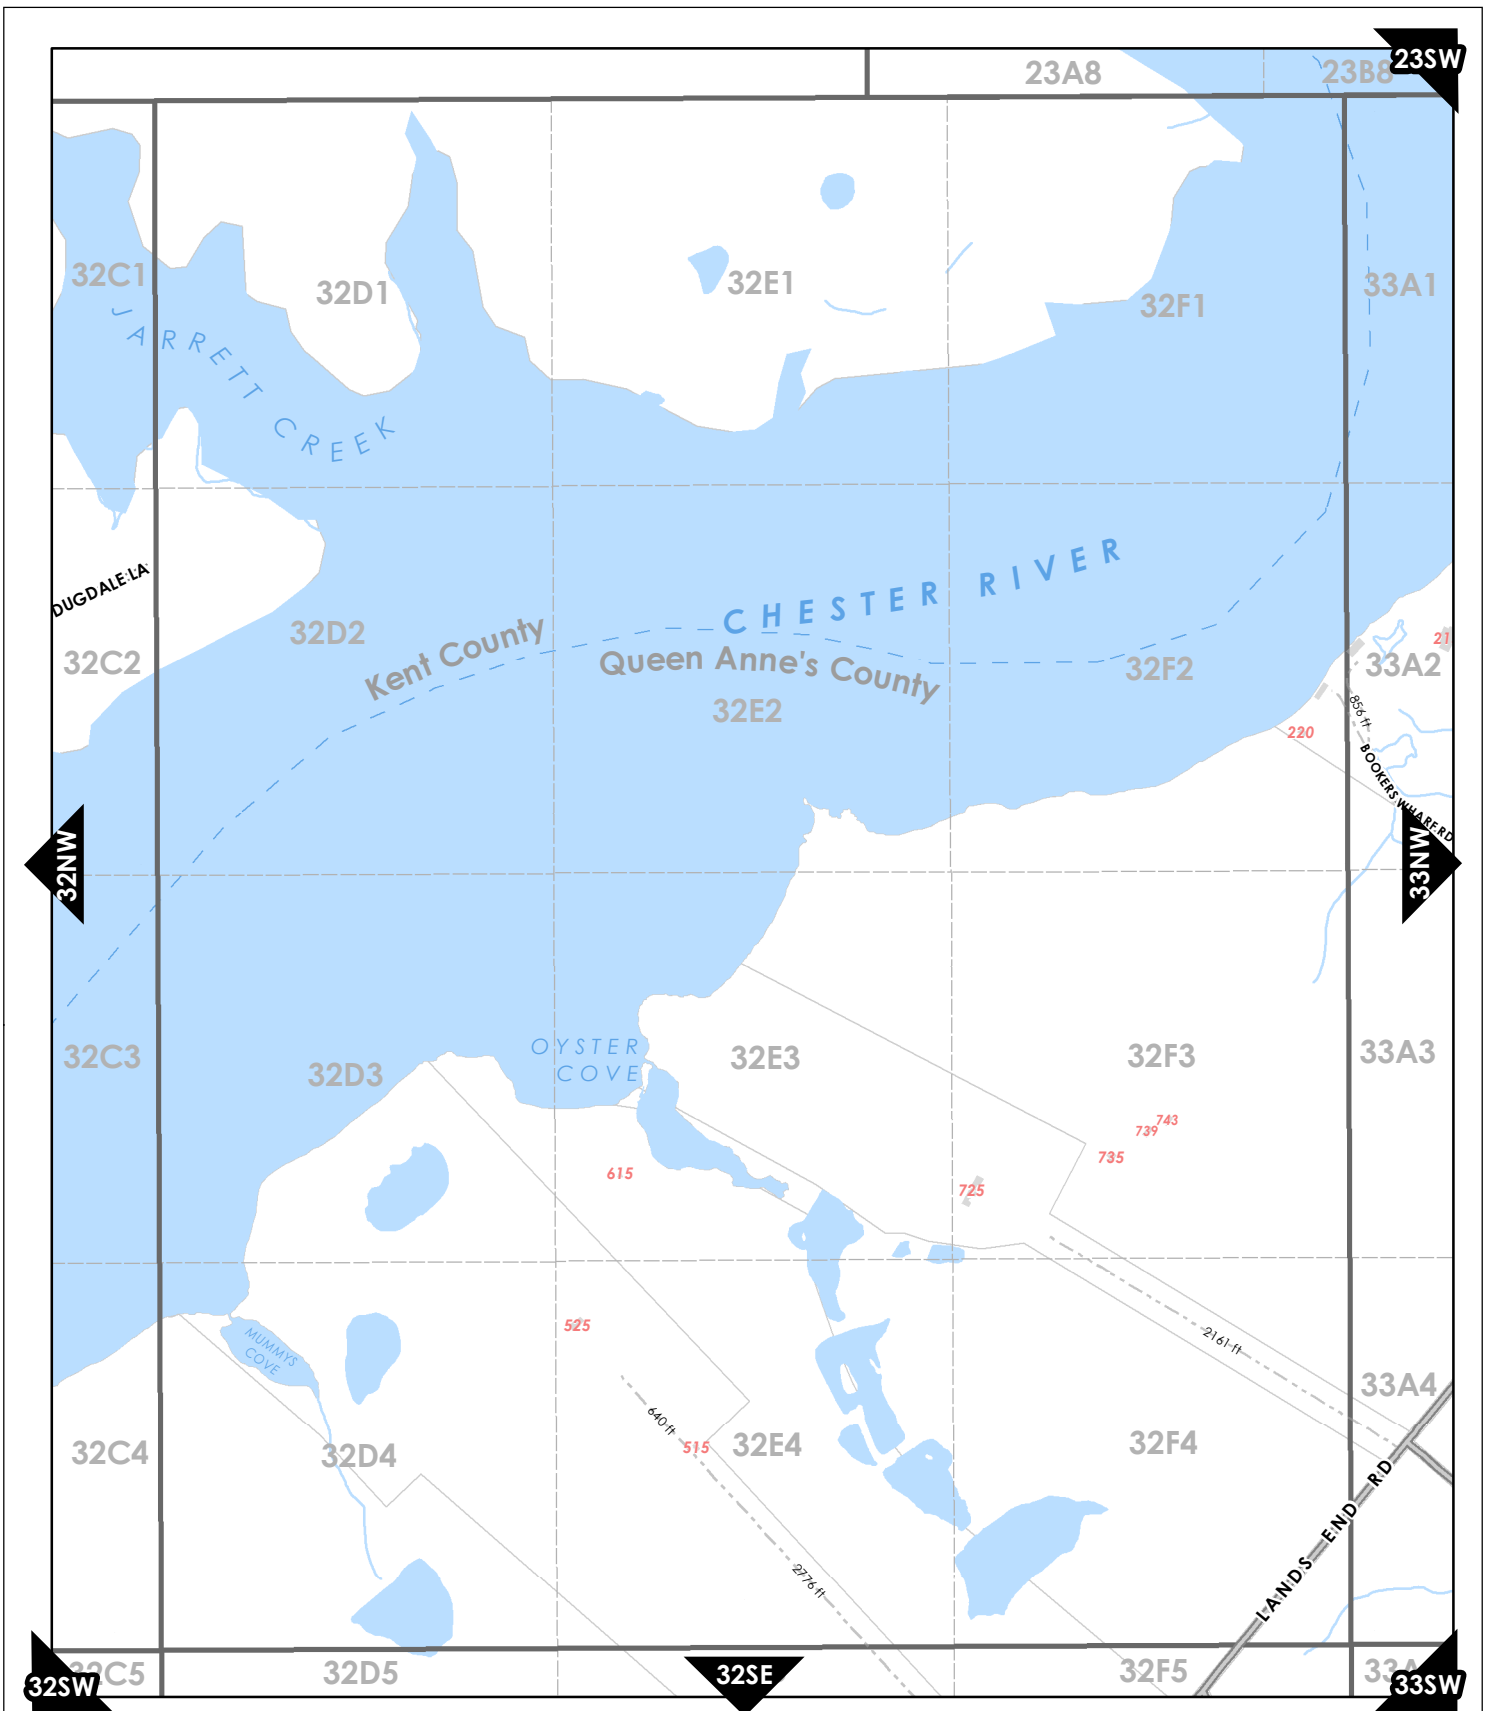 23SW
23A8
23B8
32C1
32D1
32E1
32F1
33A1
JARRETT CREEK
CHESTER RIVER
DUGDALE LA
Kent County
Queen Anne's County
32C2
32D2
32E2
32F2
33A2
21
220
856 ft
BOOKERS WHARF RD
32NW
33NW
OYSTER
COVE
32C3
32D3
32E3
32F3
33A3
743
739
735
725
615
525
MUMMYS
COVE
2161 ft
33A4
640 ft
515
32C4
32D4
32E4
32F4
LANDS END RD
2776 ft
32D5
32SE
32F5
32SW
33SW